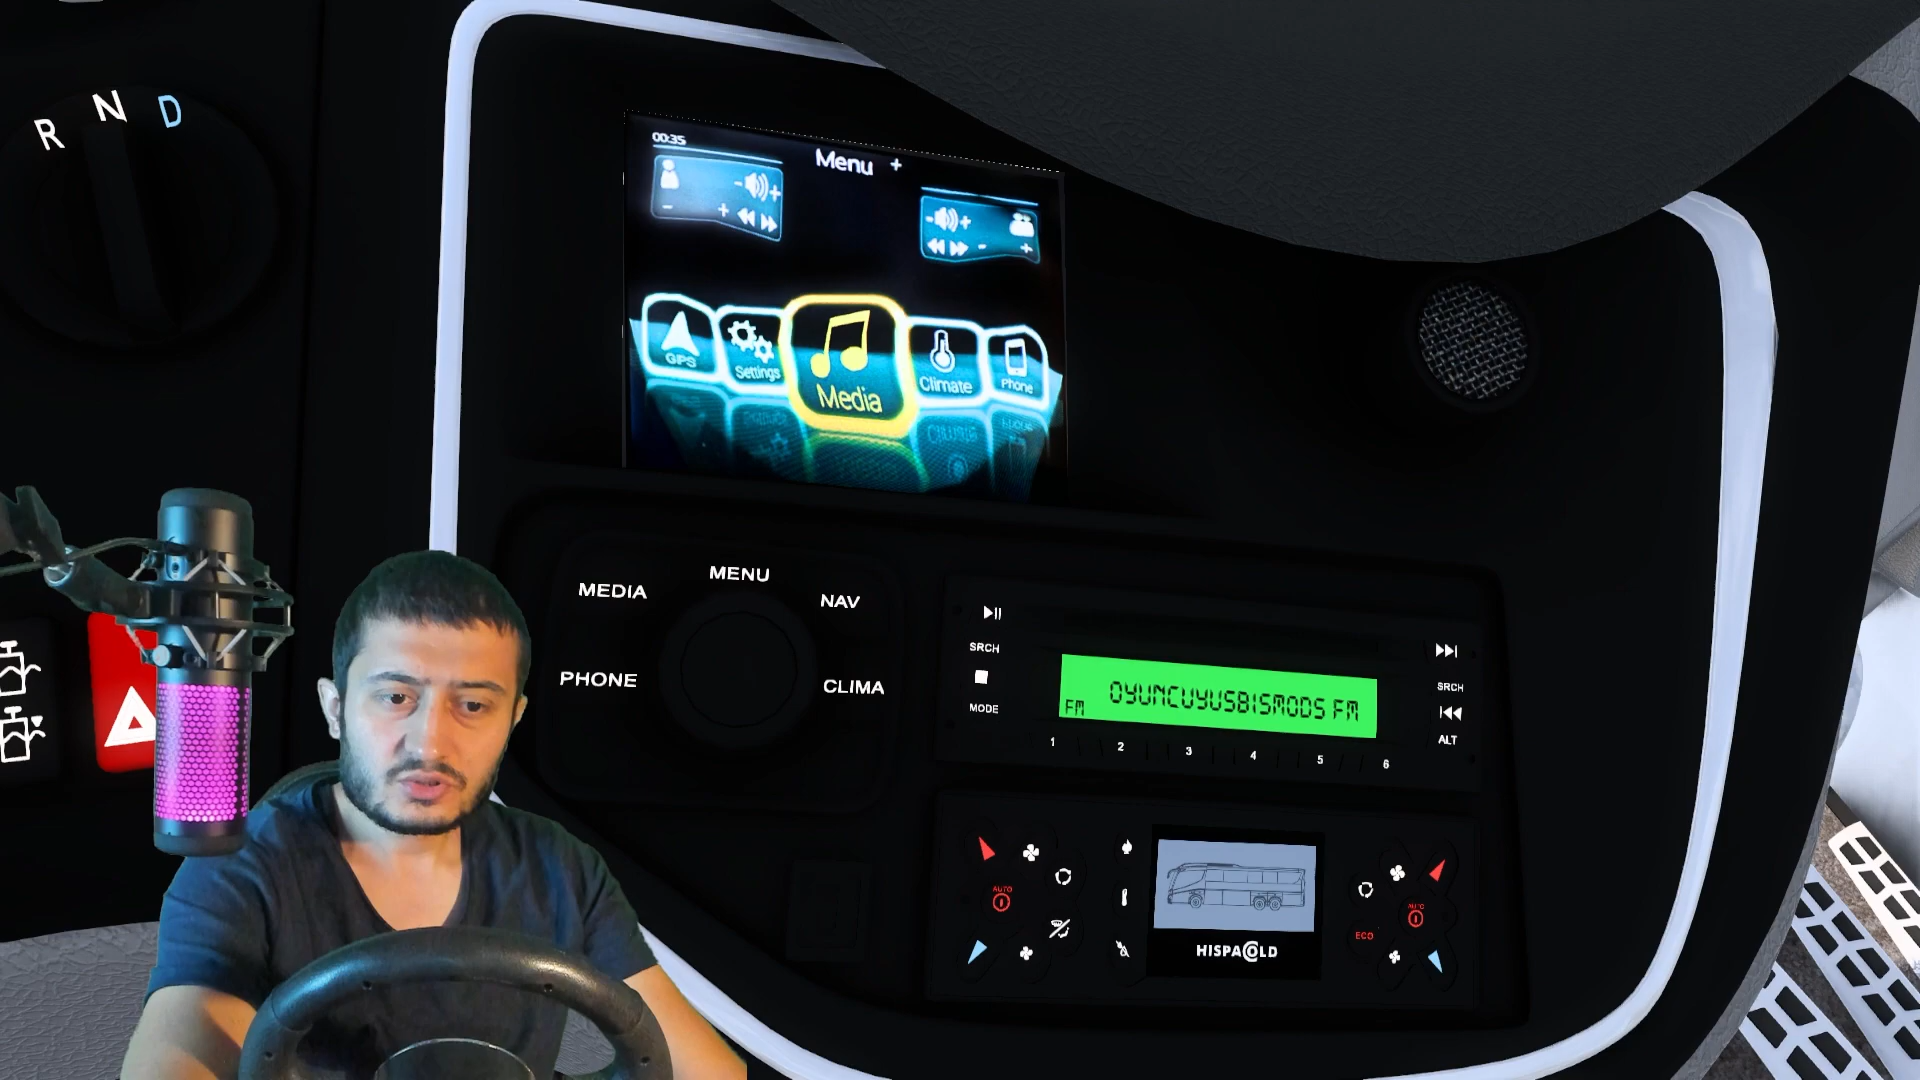 R N D
00:35
Menu +
GPS
Settings
Media
Climate
Phone
MEDIA
MENU
NAV
PHONE
CLIMA
SRCH
MODE
FM
OYUNCUYUSBISMODS FM
SRCH
ALT
1 2 3 4 5 6
AUTO
HISPACOLD
AUTO
ECO